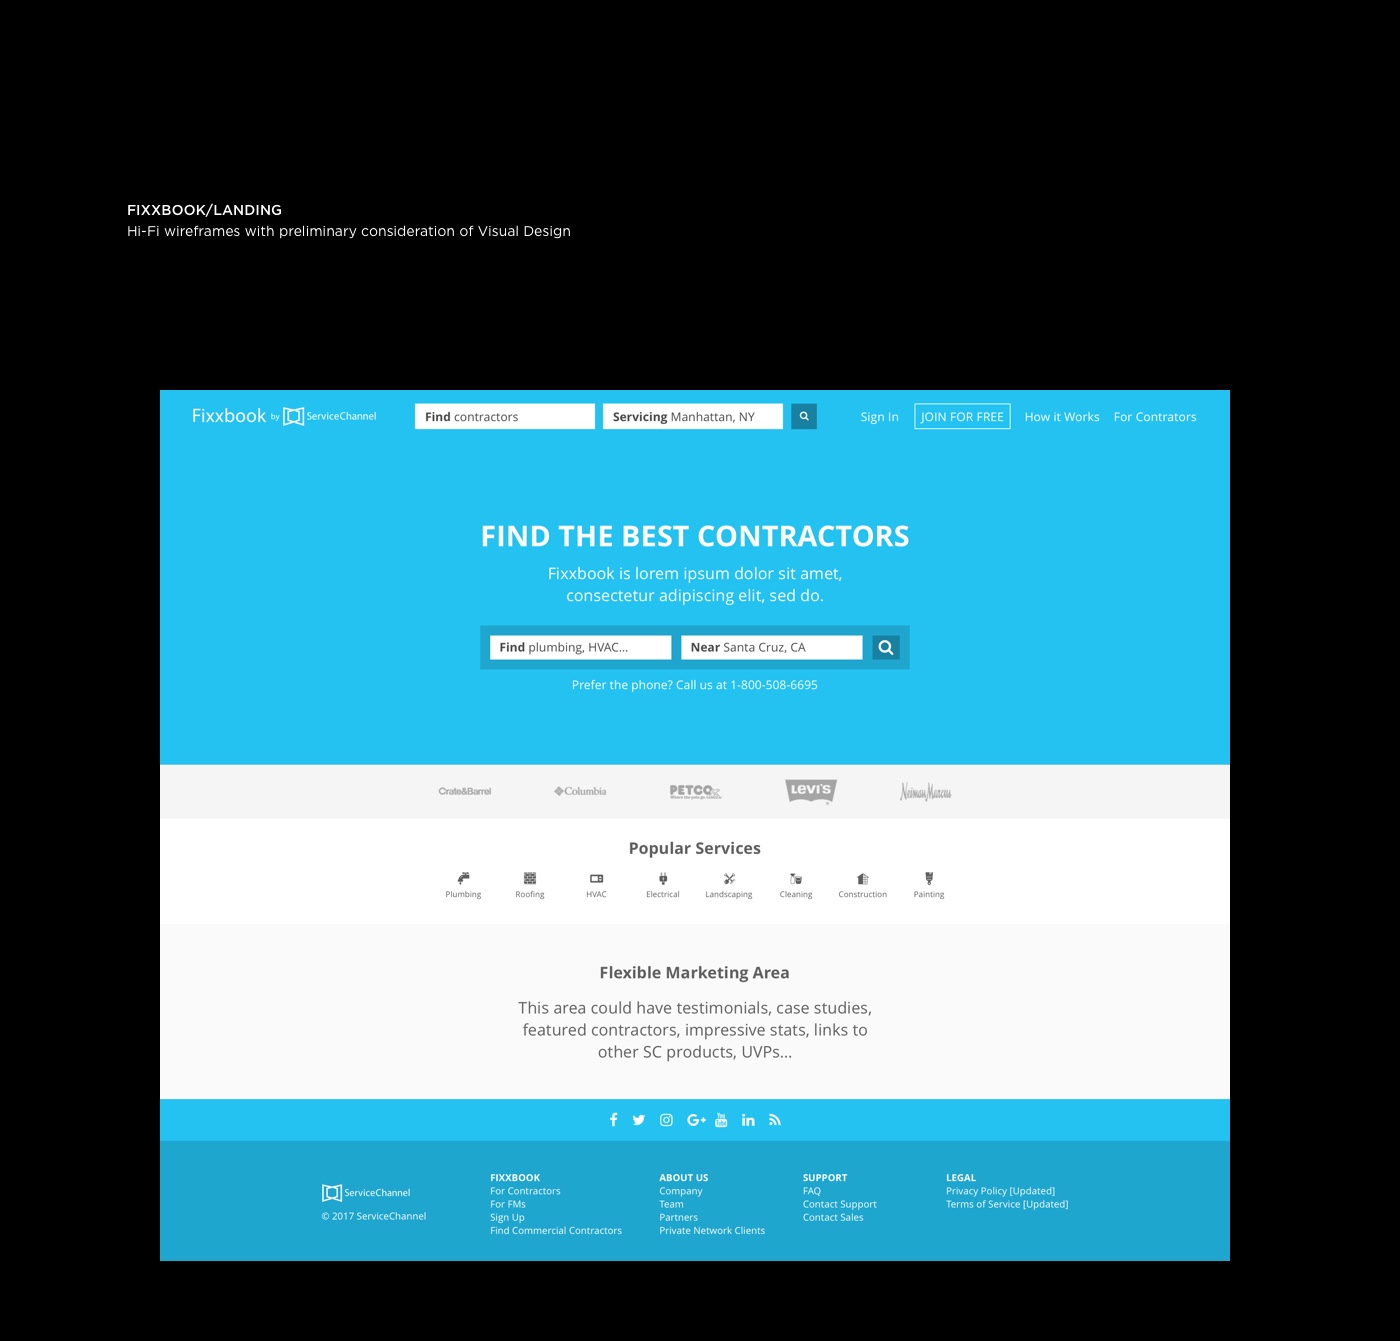 FIXXBOOK/LANDING
Hi-Fi wireframes with preliminary consideration of Visual Design
Fixxbook by ServiceChannel
Find contractors
Servicing Manhattan, NY
Sign In
JOIN FOR FREE
How it Works
For Contrators
FIND THE BEST CONTRACTORS
Fixxbook is lorem ipsum dolor sit amet,
consectetur adipiscing elit, sed do.
Find plumbing, HVAC...
Near Santa Cruz, CA
Prefer the phone? Call us at 1-800-508-6695
Crate&Barrel
Columbia
PETCO
LEVI'S
Neiman Marcus
Popular Services
Plumbing
Roofing
HVAC
Electrical
Landscaping
Cleaning
Construction
Painting
Flexible Marketing Area
This area could have testimonials, case studies,
featured contractors, impressive stats, links to
other SC products, UVPs...
You
Tube
ServiceChannel
© 2017 ServiceChannel
FIXXBOOK
For Contractors
For FMs
Sign Up
Find Commercial Contractors
ABOUT US
Company
Team
Partners
Private Network Clients
SUPPORT
FAQ
Contact Support
Contact Sales
LEGAL
Privacy Policy [Updated]
Terms of Service [Updated]